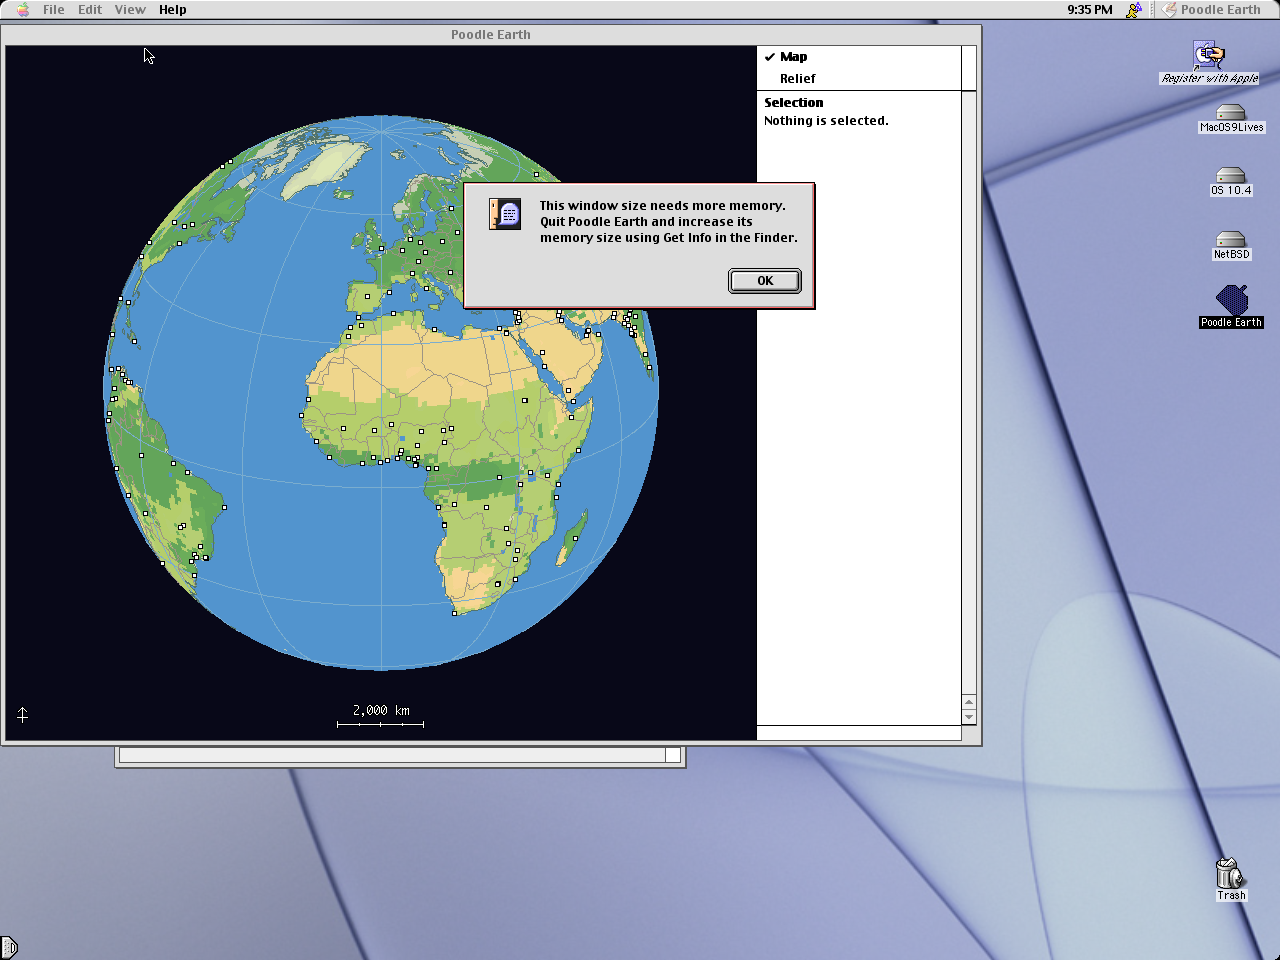 File Edit View Help
9:35 PM
Poodle Earth
Poodle Earth
Map
Relief
Selection
Nothing is selected.
This window size needs more memory.
Quit Poodle Earth and increase its
memory size using Get Info in the Finder.
OK
2,000 km
Register with Apple
MacOS9Lives
OS 10.4
NetBSD
Poodle Earth
Trash